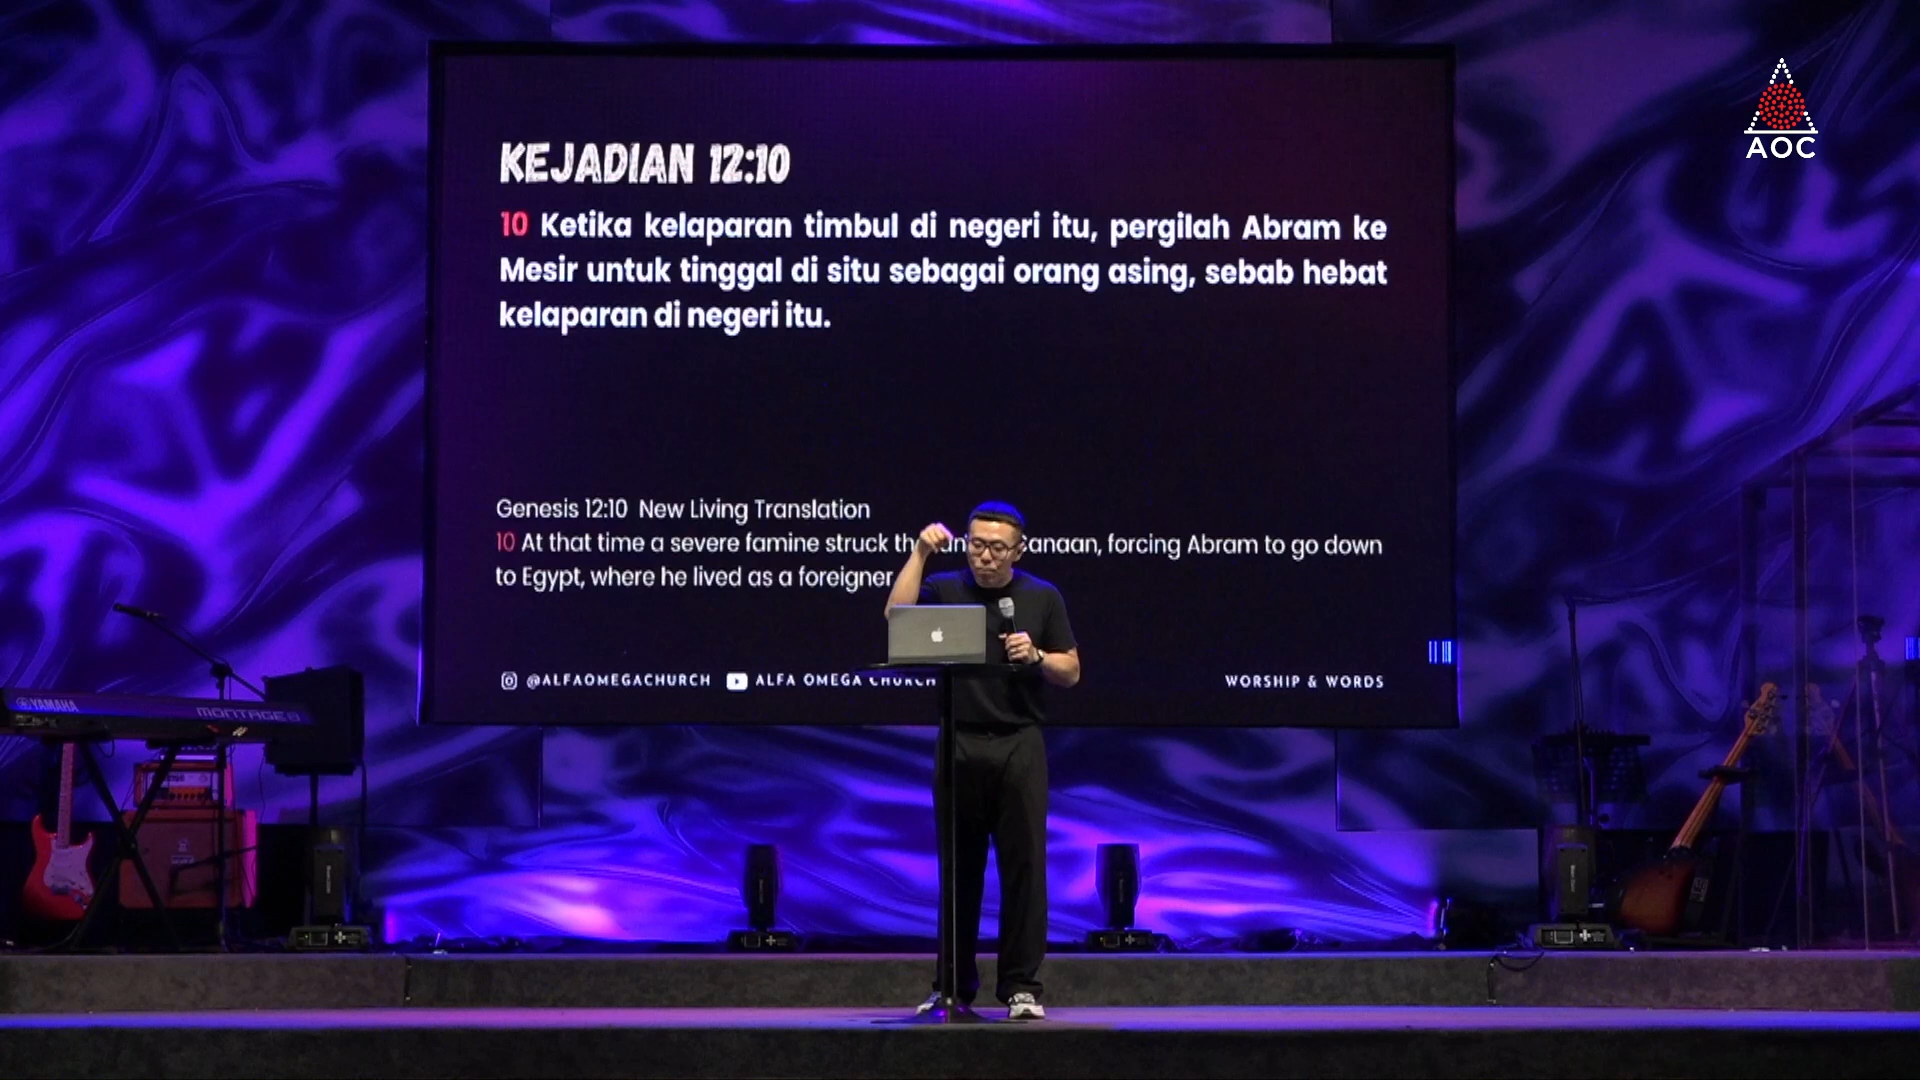 AOC
KEJADIAN 12:10
10 Ketika kelaparan timbul di negeri itu, pergilah Abram ke
Mesir untuk tinggal di situ sebagai orang asing, sebab hebat
kelaparan di negeri itu.
Genesis 12:10 New Living Translation
10 At that time a severe famine struck Canaan, forcing Abram to go down
to Egypt, where he lived as a foreigner
@ALFAOMEGACHURCH ALFA OMEGA CHURCH
WORSHIP & WORDS
YAMAHA
MONTAGE 8